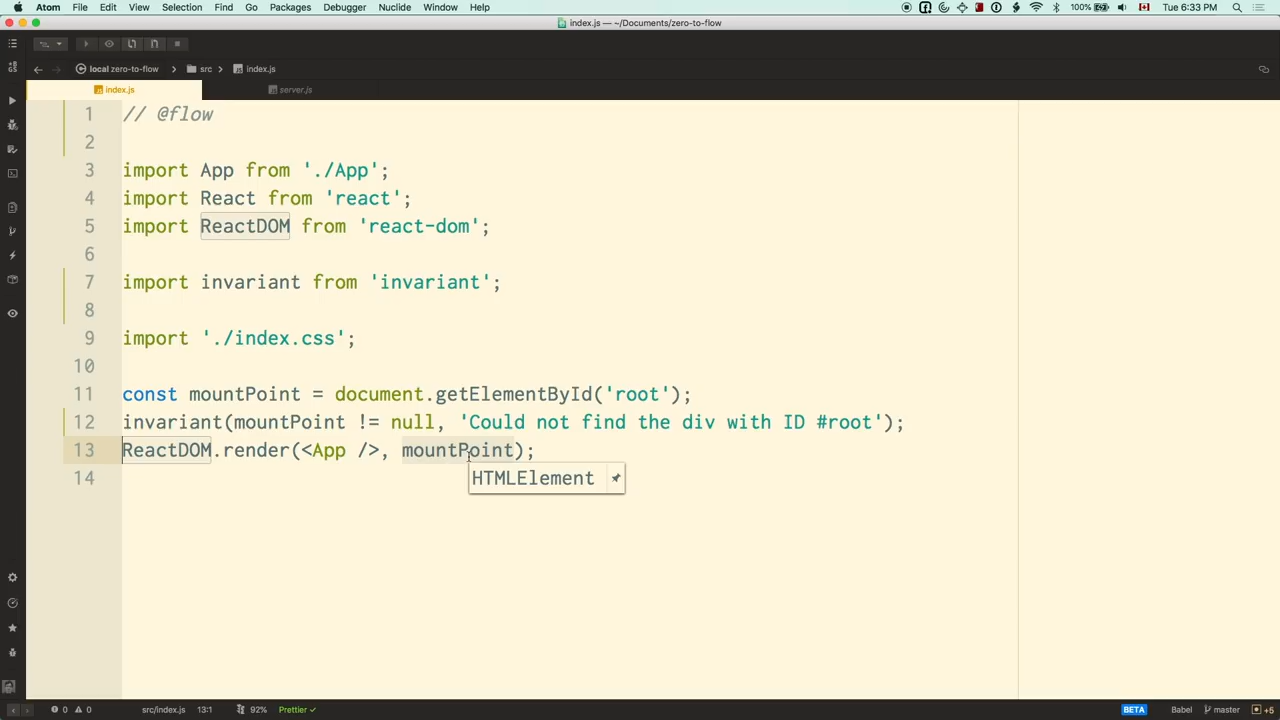 Atom File Edit View Selection Find Go Packages Debugger Nuclide Window Help 100% Tue 6:33 PM
index.js — ~/Documents/zero-to-flow
local zero-to-flow src index.js
index.js server.js
1 // @flow
2
3 import App from './App';
4 import React from 'react';
5 import ReactDOM from 'react-dom';
6
7 import invariant from 'invariant';
8
9 import './index.css';
10
11 const mountPoint = document.getElementById('root');
12 invariant(mountPoint != null, 'Could not find the div with ID #root');
13 ReactDOM.render(<App />, mountPoint);
HTMLElement
14
0 0 src/index.js 13:1 92% Prettier ✓ BETA Babel master +5